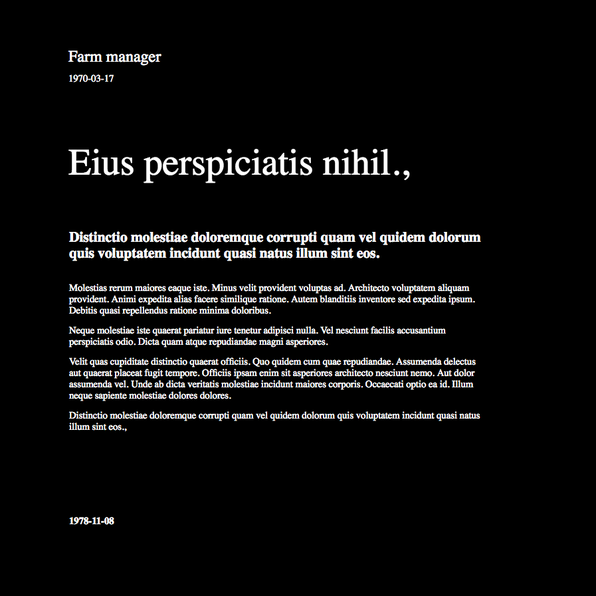 Farm manager
1970-03-17
Eius perspiciatis nihil.,
Distinctio molestiae doloremque corrupti quam vel quidem dolorum
quis voluptatem incidunt quasi natus illum sint eos.
Molestias rerum maiores eaque iste. Minus velit provident voluptas ad. Architecto voluptatem aliquam
provident. Animi expedita alias facere similique ratione. Autem blanditiis inventore sed expedita ipsum.
Debitis quasi repellendus ratione minima doloribus.
Neque molestiae iste quaerat pariatur iure tenetur adipisci nulla. Vel nesciunt facilis accusantium
perspiciatis odio. Dicta quam atque repudiandae magni asperiores.
Velit quas cupiditate distinctio quaerat officiis. Quo quidem cum quae repudiandae. Assumenda delectus
aut quaerat placeat fugit tempore. Officiis ipsam enim sit asperiores architecto nesciunt nemo. Aut dolor
assumenda vel. Unde ab dicta veritatis molestiae incidunt maiores corporis. Occaecati optio ea id. Illum
neque sapiente molestiae dolores dolores.
Distinctio molestiae doloremque corrupti quam vel quidem dolorum quis voluptatem incidunt quasi natus
illum sint eos.,
1978-11-08